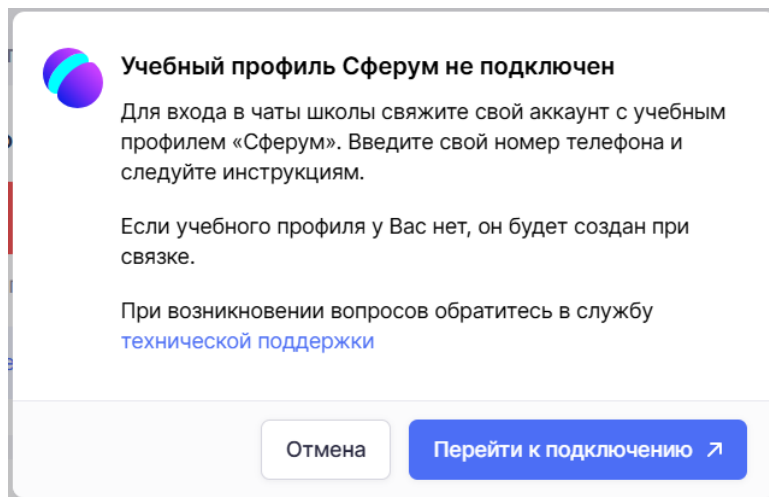 Учебный профиль Сферум не подключен
Для входа в чаты школы свяжите свой аккаунт с учебным
профилем «Сферум». Введите свой номер телефона и
следуйте инструкциям.
Если учебного профиля у Вас нет, он будет создан при
связке.
При возникновении вопросов обратитесь в службу
технической поддержки
Отмена
Перейти к подключению